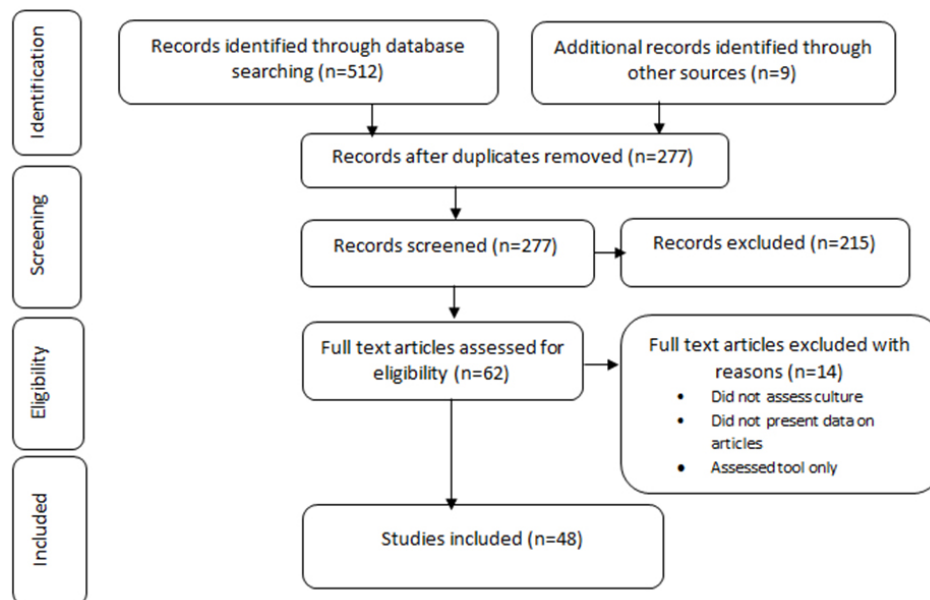 Identification
Records identified through database
searching (n=512)
Additional records identified through
other sources (n=9)
Records after duplicates removed (n=277)
Screening
Records screened (n=277)
Records excluded (n=215)
Eligibility
Full text articles assessed for
eligibility (n=62)
Full text articles excluded with
reasons (n=14)
• Did not assess culture
• Did not present data on
articles
• Assessed tool only
Included
Studies included (n=48)